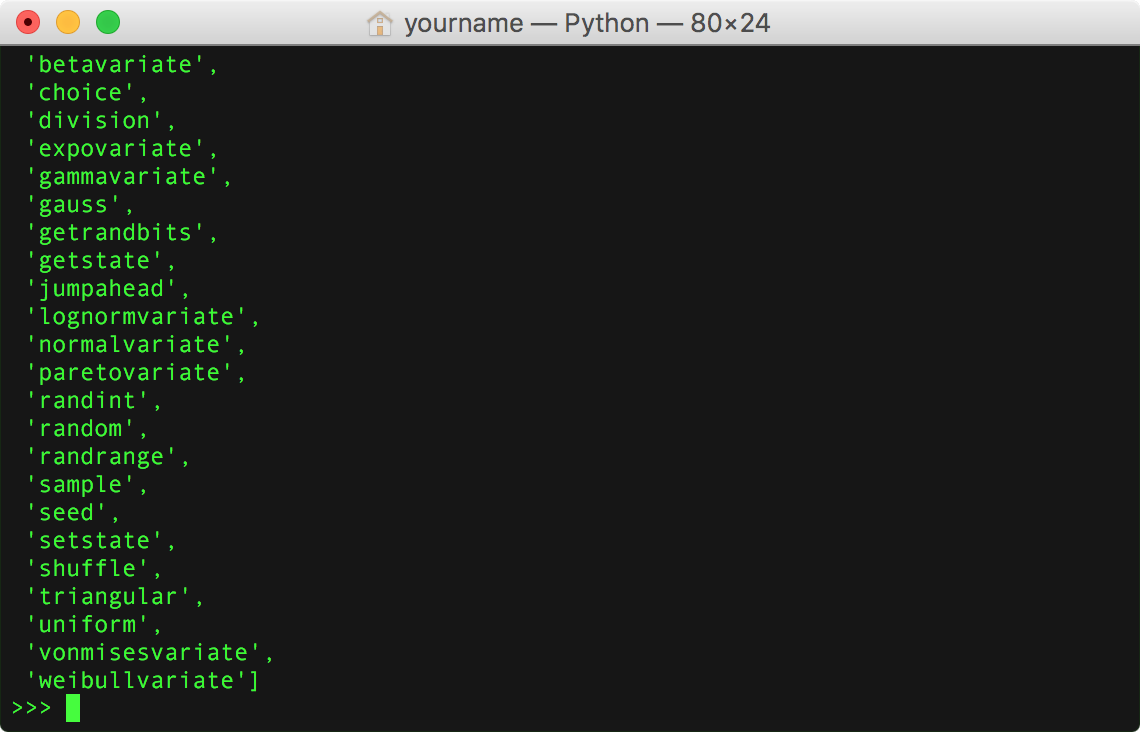 yourname — Python — 80×24
'betavariate',
'choice',
'division',
'expovariate',
'gammavariate',
'gauss',
'getrandbits',
'getstate',
'jumpahead',
'lognormvariate',
'normalvariate',
'paretovariate',
'randint',
'random',
'randrange',
'sample',
'seed',
'setstate',
'shuffle',
'triangular',
'uniform',
'vonmisesvariate',
'weibullvariate']
>>>